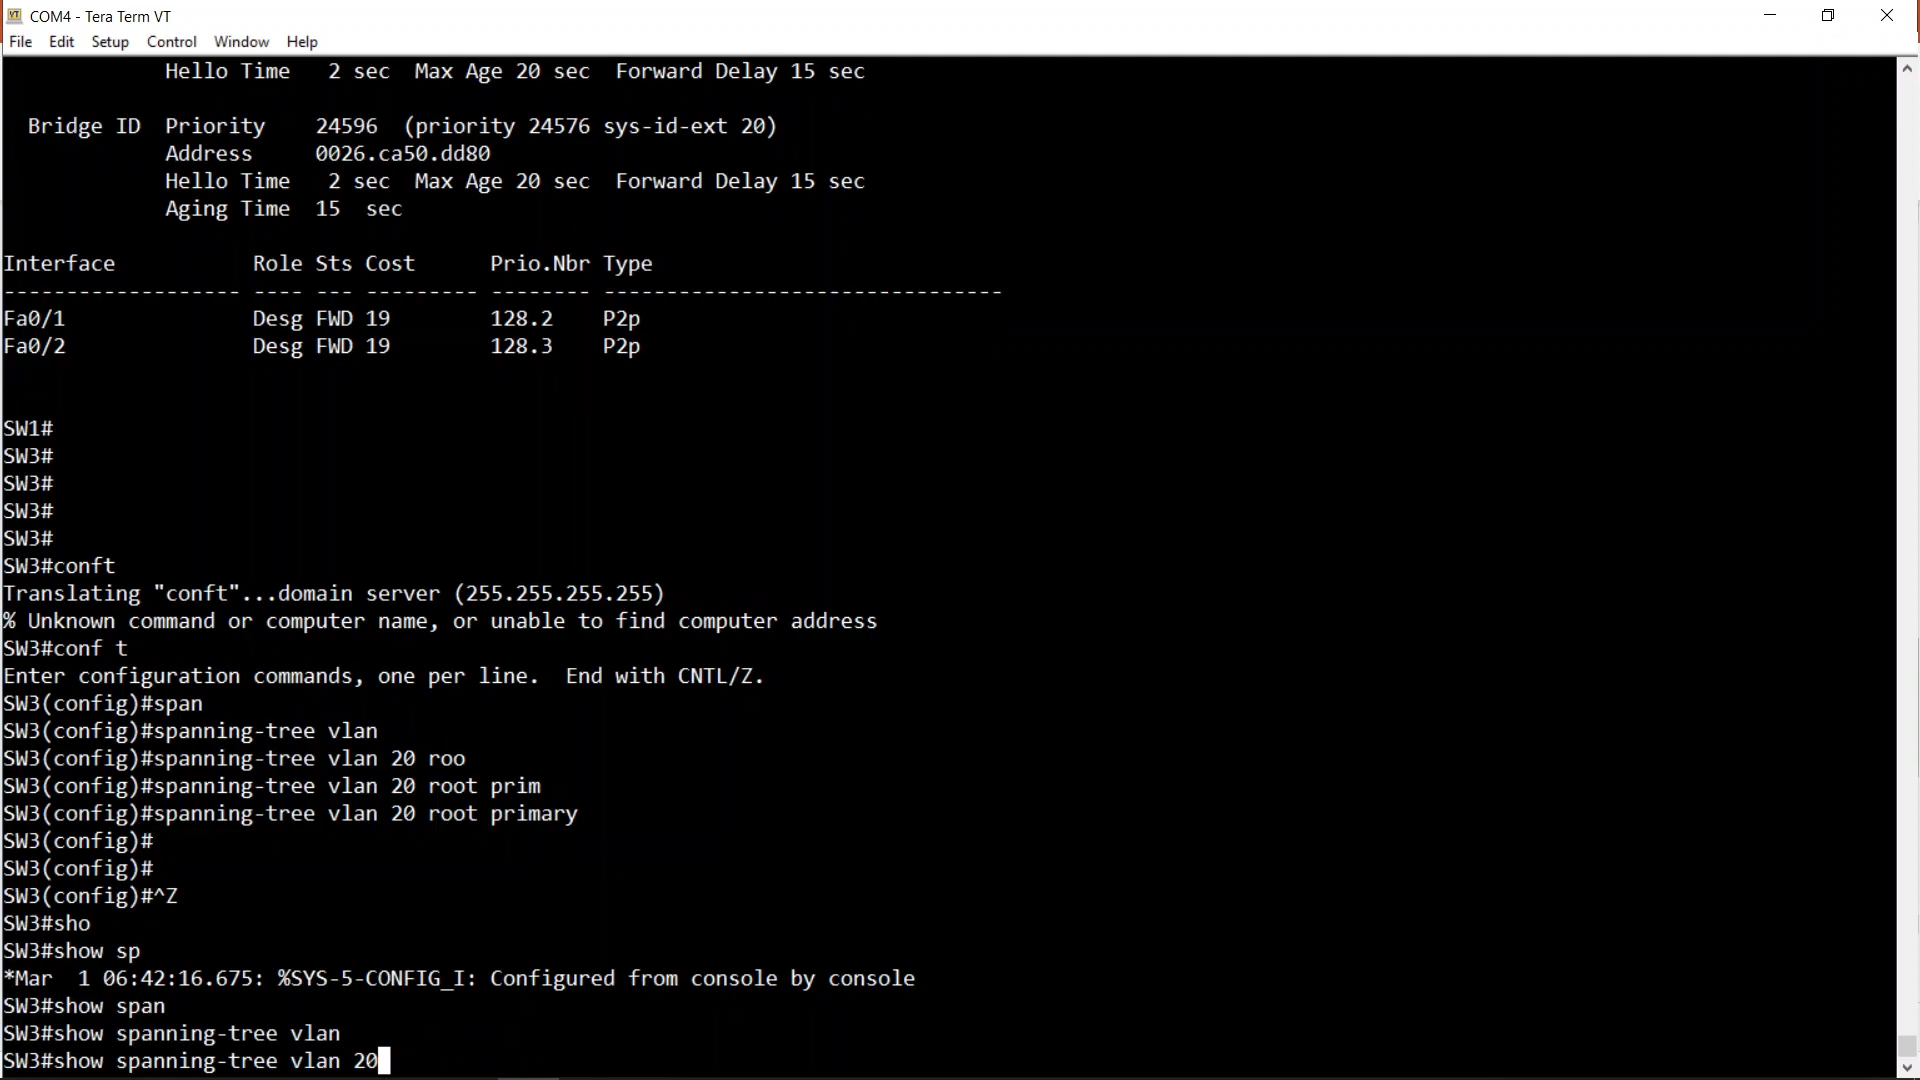 COM4 - Tera Term VT
File Edit Setup Control Window Help
Hello Time   2 sec  Max Age 20 sec  Forward Delay 15 sec
Bridge ID  Priority    24596  (priority 24576 sys-id-ext 20)
Address     0026.ca50.dd80
Hello Time   2 sec  Max Age 20 sec  Forward Delay 15 sec
Aging Time  15  sec
Interface           Role Sts Cost      Prio.Nbr Type
------------------- ---- --- --------- -------- --------------------------------
Fa0/1               Desg FWD 19        128.2    P2p
Fa0/2               Desg FWD 19        128.3    P2p
SW1#
SW3#
SW3#
SW3#
SW3#
SW3#conft
Translating "conft"...domain server (255.255.255.255)
% Unknown command or computer name, or unable to find computer address
SW3#conf t
Enter configuration commands, one per line.  End with CNTL/Z.
SW3(config)#span
SW3(config)#spanning-tree vlan
SW3(config)#spanning-tree vlan 20 roo
SW3(config)#spanning-tree vlan 20 root prim
SW3(config)#spanning-tree vlan 20 root primary
SW3(config)#
SW3(config)#
SW3(config)#^Z
SW3#sho
SW3#show sp
*Mar  1 06:42:16.675: %SYS-5-CONFIG_I: Configured from console by console
SW3#show span
SW3#show spanning-tree vlan
SW3#show spanning-tree vlan 20